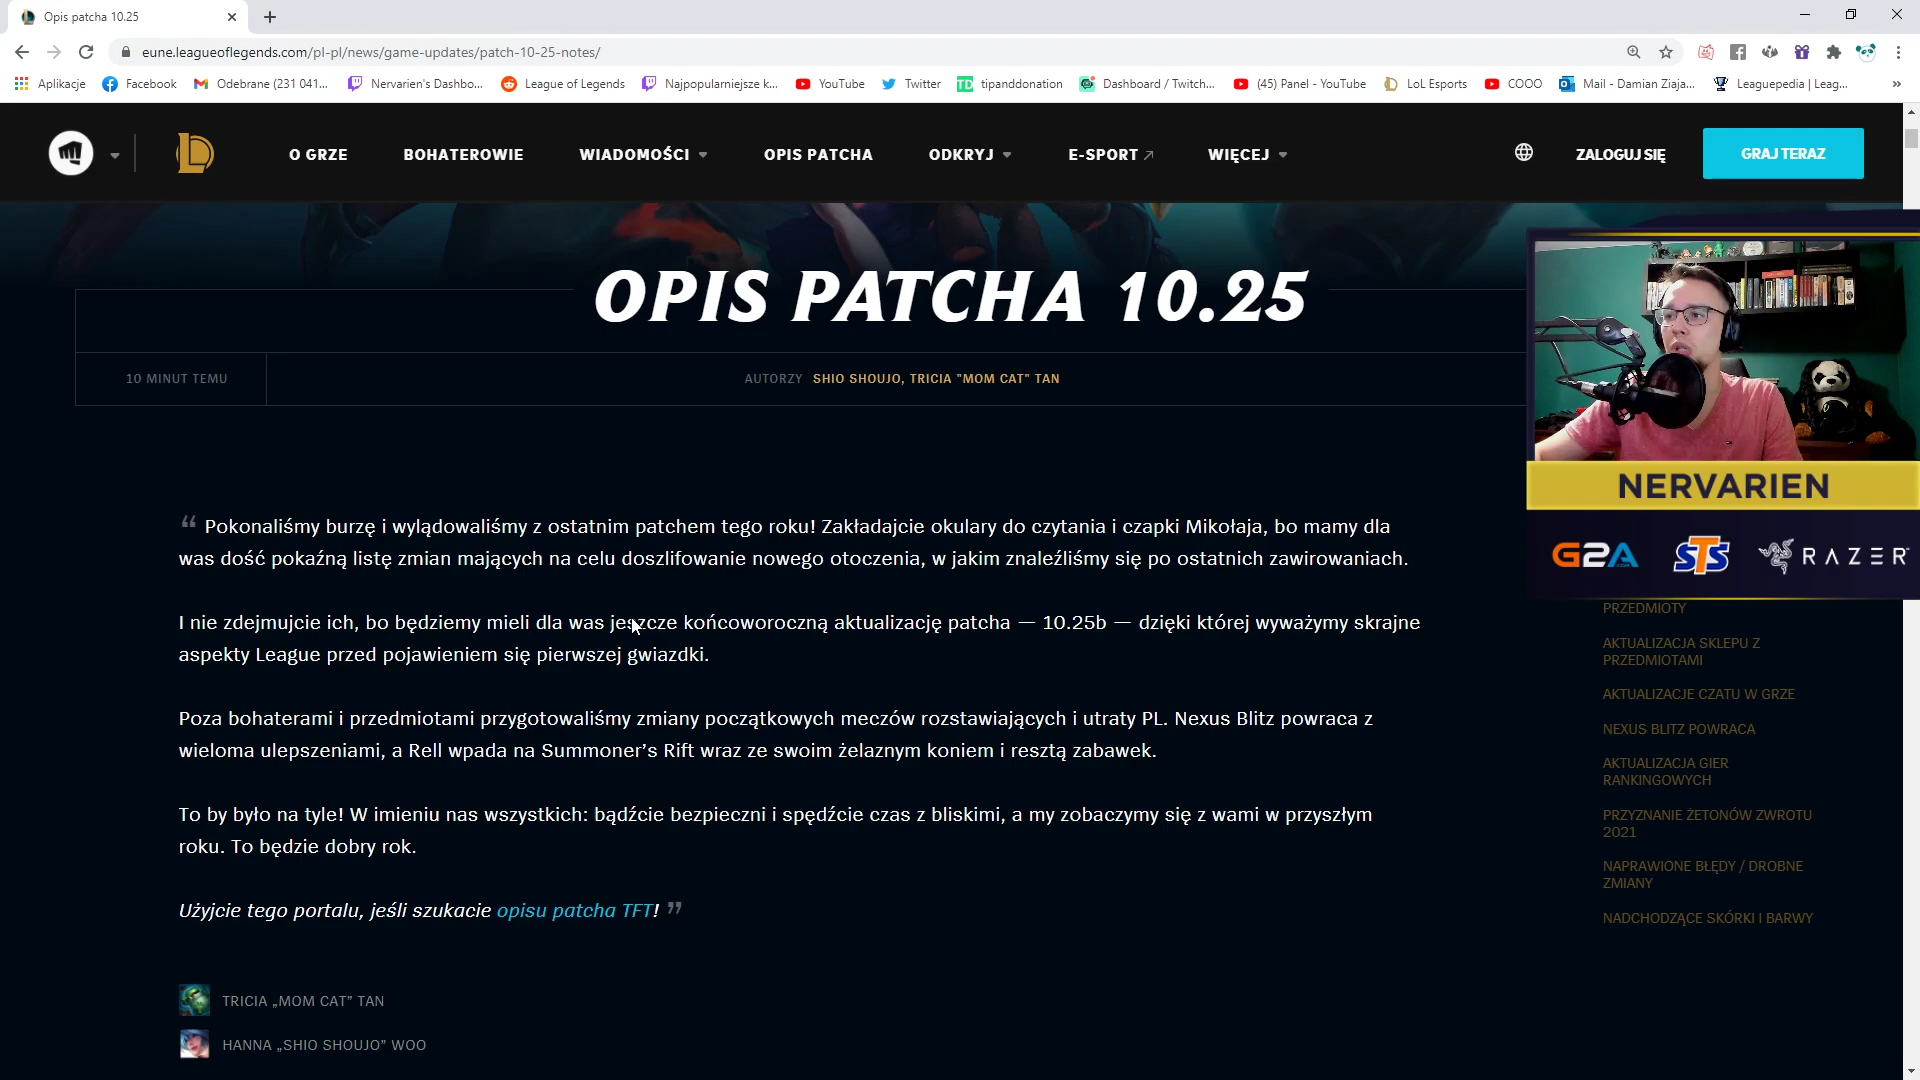 Opis patcha 10.25
eune.leagueoflegends.com/pl-pl/news/game-updates/patch-10-25-notes/
Aplikacje Facebook Odebrane (231 041... Nervarien's Dashbo... League of Legends Najpopularniejsze k... YouTube Twitter TD tipanddonation Dashboard / Twitch... (45) Panel - YouTube LoL Esports COOO Mail - Damian Ziaja... Leaguepedia | Leag... »
O GRZE BOHATEROWIE WIADOMOŚCI OPIS PATCHA ODKRYJ E-SPORT WIĘCEJ ZALOGUJ SIĘ GRAJ TERAZ
OPIS PATCHA 10.25
10 MINUT TEMU AUTORZY SHIO SHOUJO, TRICIA "MOM CAT" TAN
“ Pokonaliśmy burzę i wylądowaliśmy z ostatnim patchem tego roku! Zakładajcie okulary do czytania i czapki Mikołaja, bo mamy dla
was dość pokaźną listę zmian mających na celu doszlifowanie nowego otoczenia, w jakim znaleźliśmy się po ostatnich zawirowaniach.
I nie zdejmujcie ich, bo będziemy mieli dla was jeszcze końcoworoczną aktualizację patcha — 10.25b — dzięki której wyważymy skrajne
aspekty League przed pojawieniem się pierwszej gwiazdki.
Poza bohaterami i przedmiotami przygotowaliśmy zmiany początkowych meczów rozstawiających i utraty PL. Nexus Blitz powraca z
wieloma ulepszeniami, a Rell wpada na Summoner’s Rift wraz ze swoim żelaznym koniem i resztą zabawek.
To by było na tyle! W imieniu nas wszystkich: bądźcie bezpieczni i spędźcie czas z bliskimi, a my zobaczymy się z wami w przyszłym
roku. To będzie dobry rok.
Użyjcie tego portalu, jeśli szukacie opisu patcha TFT! ”
TRICIA „MOM CAT” TAN
HANNA „SHIO SHOUJO” WOO
NERVARIEN
G2A.COM STS RAZER
PRZEDMIOTY
AKTUALIZACJA SKLEPU Z
PRZEDMIOTAMI
AKTUALIZACJE CZATU W GRZE
NEXUS BLITZ POWRACA
AKTUALIZACJA GIER
RANKINGOWYCH
PRZYZNANIE ŻETONÓW ZWROTU
2021
NAPRAWIONE BŁĘDY / DROBNE
ZMIANY
NADCHODZĄCE SKÓRKI I BARWY